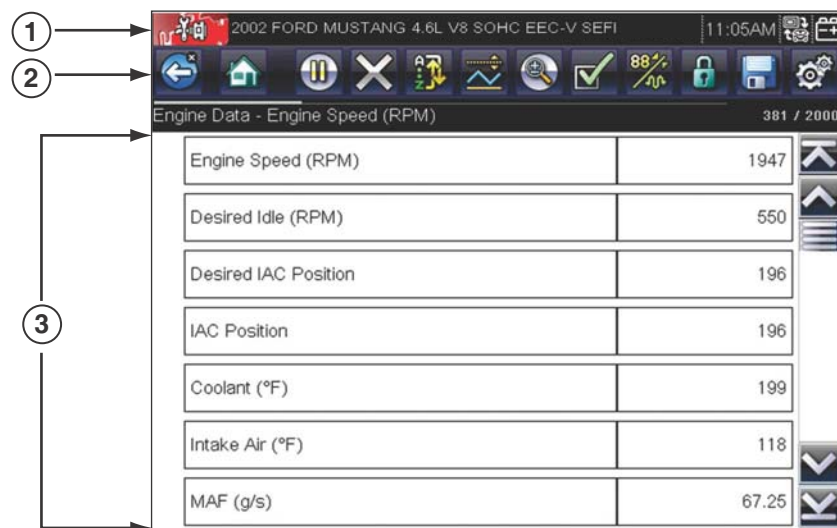 1
2002 FORD MUSTANG 4.6L V8 SOHC EEC-V SEFI 11:05AM
2
A Z 88
Engine Data - Engine Speed (RPM) 381 / 2000
3
Engine Speed (RPM) 1947
Desired Idle (RPM) 550
Desired IAC Position 196
IAC Position 196
Coolant (°F) 199
Intake Air (°F) 118
MAF (g/s) 67.25